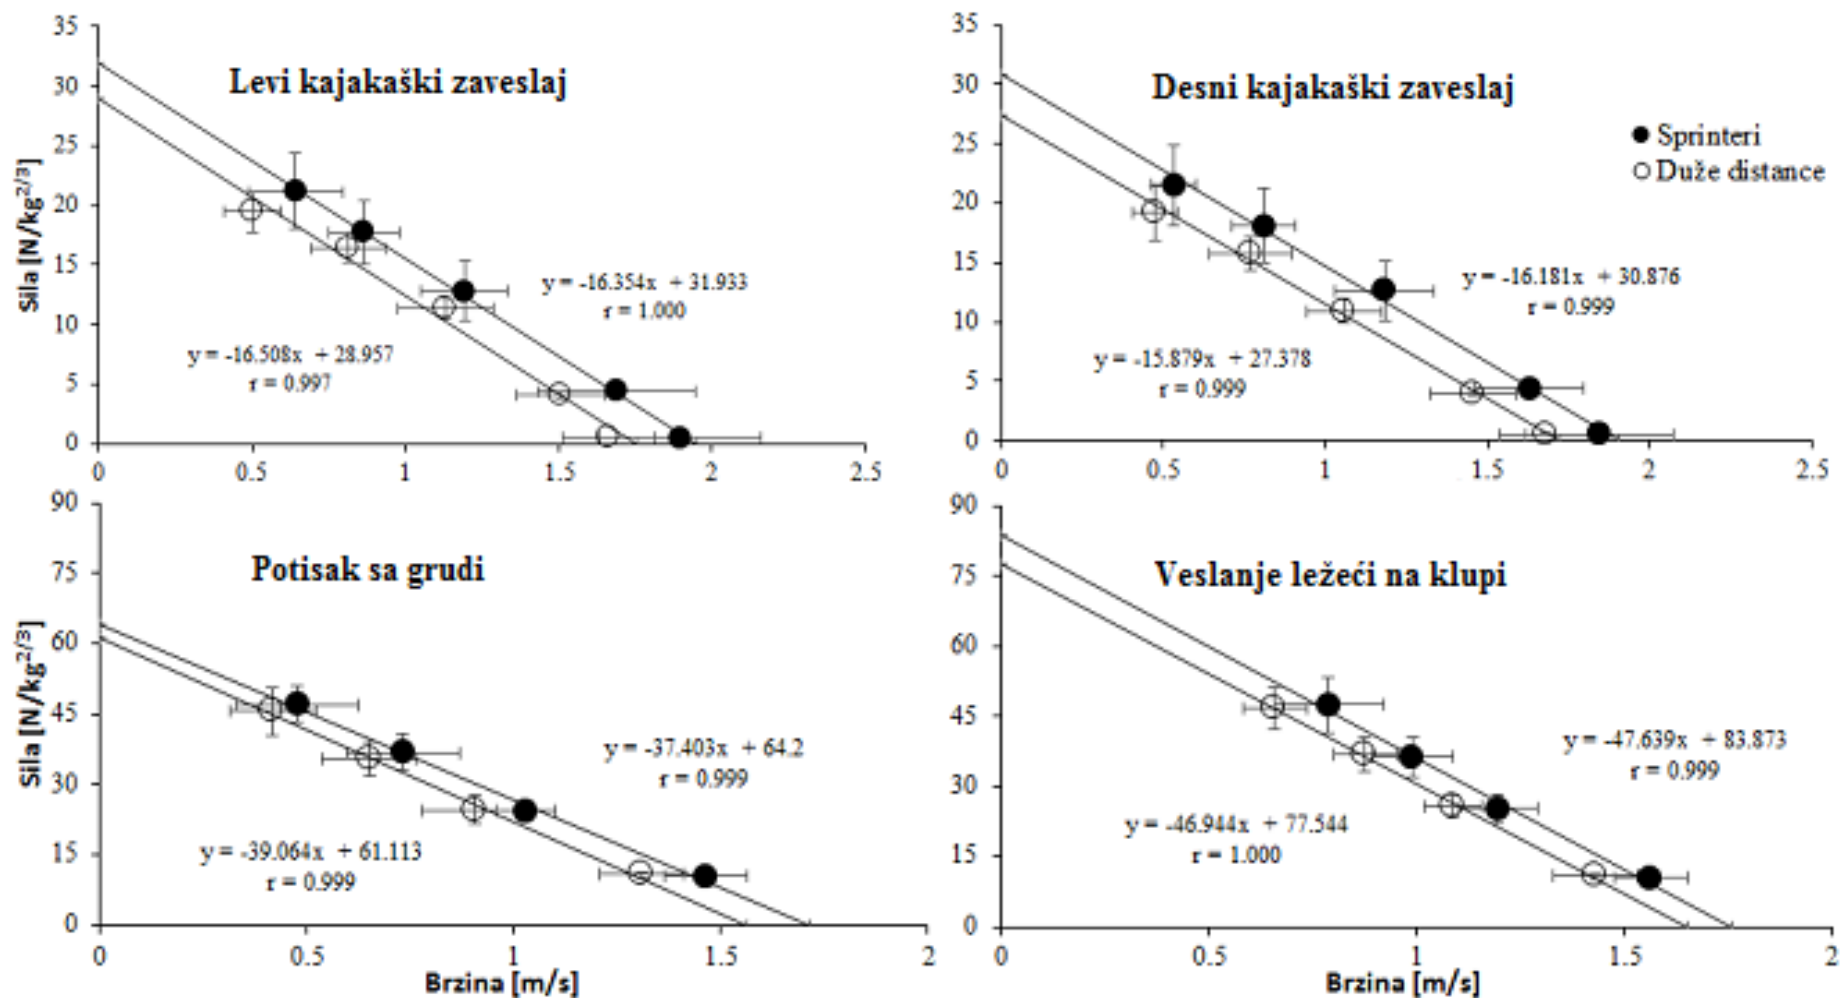 Levi kajakaški zaveslaj
Sila [N/kg^2/3]
35
30
25
20
15
10
5
0
y = -16.354x + 31.933
r = 1.000
y = -16.508x + 28.957
r = 0.997
0 0.5 1 1.5 2 2.5
Desni kajakaški zaveslaj
Sprinteri
Duže distance
35
30
25
20
15
10
5
0
y = -16.181x + 30.876
r = 0.999
y = -15.879x + 27.378
r = 0.999
0 0.5 1 1.5 2 2.5
Potisak sa grudi
Sila [N/kg^2/3]
90
75
60
45
30
15
0
y = -37.403x + 64.2
r = 0.999
y = -39.064x + 61.113
r = 0.999
0 0.5 1 1.5 2
Brzina [m/s]
Veslanje ležeći na klupi
90
75
60
45
30
15
0
y = -47.639x + 83.873
r = 0.999
y = -46.944x + 77.544
r = 1.000
0 0.5 1 1.5 2
Brzina [m/s]